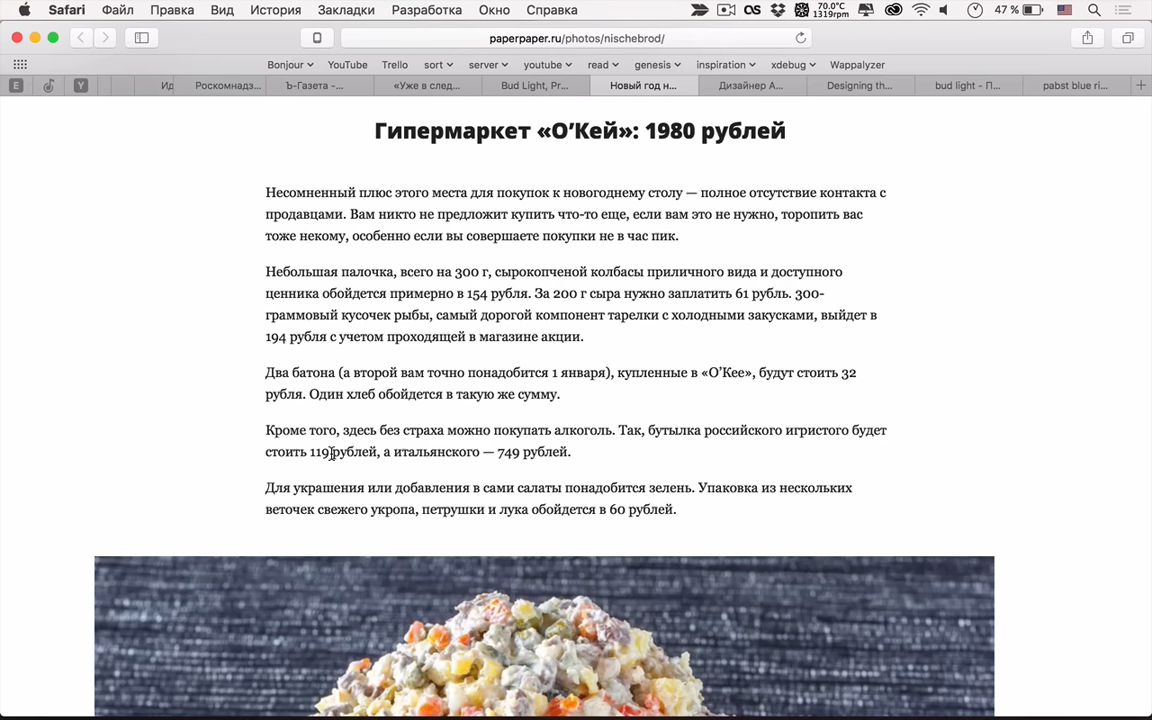 Safari Файл Правка Вид История Закладки Разработка Окно Справка 70.0°C 1319rpm 47 %
paperpaper.ru/photos/nischebrod/
Bonjour YouTube Trello sort server youtube read genesis inspiration xdebug Wappalyzer
E Y Ид Роскомнадз... Ъ-Газета -... «Уже в след... Bud Light, Pr... Новый год н... Дизайнер А... Designing th... bud light - П... pabst blue ri...
Гипермаркет «О’Кей»: 1980 рублей
Несомненный плюс этого места для покупок к новогоднему столу — полное отсутствие контакта с
продавцами. Вам никто не предложит купить что-то еще, если вам это не нужно, торопить вас
тоже некому, особенно если вы совершаете покупки не в час пик.
Небольшая палочка, всего на 300 г, сырокопченой колбасы приличного вида и доступного
ценника обойдется примерно в 154 рубля. За 200 г сыра нужно заплатить 61 рубль. 300-
граммовый кусочек рыбы, самый дорогой компонент тарелки с холодными закусками, выйдет в
194 рубля с учетом проходящей в магазине акции.
Два батона (а второй вам точно понадобится 1 января), купленные в «О’Кее», будут стоить 32
рубля. Один хлеб обойдется в такую же сумму.
Кроме того, здесь без страха можно покупать алкоголь. Так, бутылка российского игристого будет
стоить 119 рублей, а итальянского — 749 рублей.
Для украшения или добавления в сами салаты понадобится зелень. Упаковка из нескольких
веточек свежего укропа, петрушки и лука обойдется в 60 рублей.